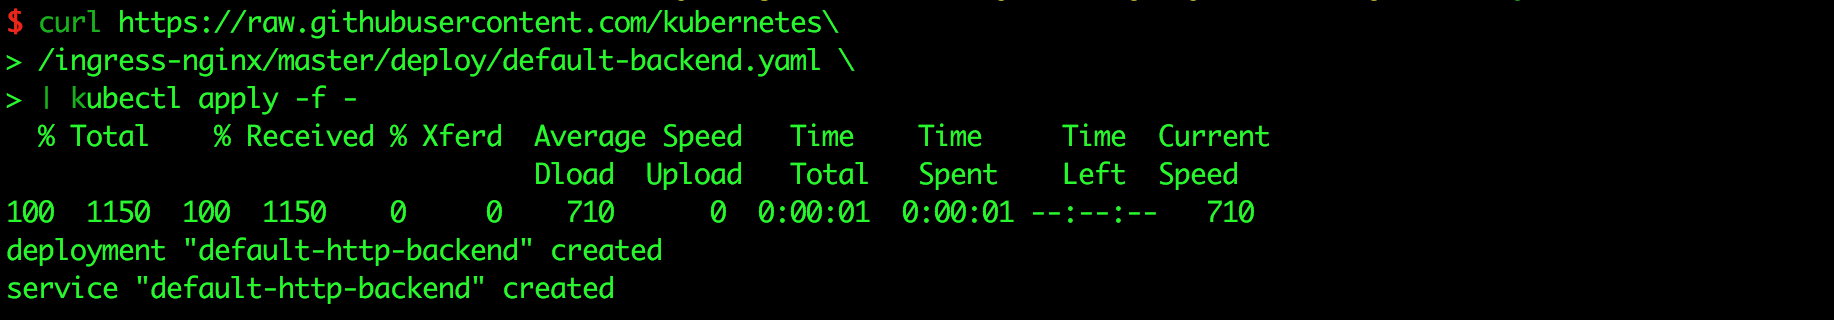 $ curl https://raw.githubusercontent.com/kubernetes\
> /ingress-nginx/master/deploy/default-backend.yaml \
> | kubectl apply -f -
  % Total    % Received % Xferd  Average Speed   Time    Time     Time  Current
                                 Dload  Upload   Total   Spent    Left  Speed
100  1150  100  1150    0     0    710      0  0:00:01  0:00:01 --:--:--   710
deployment "default-http-backend" created
service "default-http-backend" created